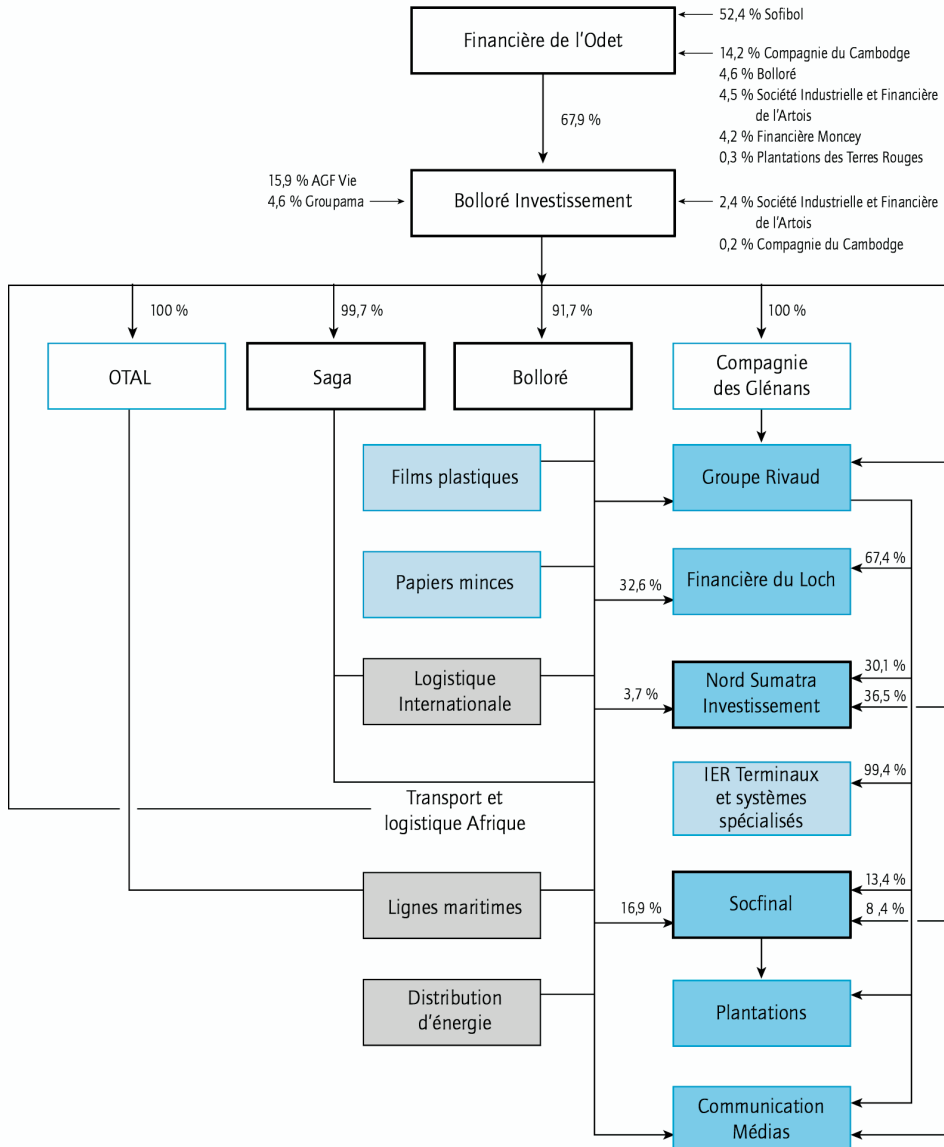 52,4 % Sofibol
Financière de l'Odet
14,2 % Compagnie du Cambodge
4,6 % Bolloré
4,5 % Société Industrielle et Financière
de l'Artois
4,2 % Financière Moncey
0,3 % Plantations des Terres Rouges
67,9 %
15,9 % AGF Vie
4,6 % Groupama
Bolloré Investissement
2,4 % Société Industrielle et Financière
de l'Artois
0,2 % Compagnie du Cambodge
100 %
99,7 %
91,7 %
100 %
OTAL
Saga
Bolloré
Compagnie
des Glénans
Films plastiques
Groupe Rivaud
Papiers minces
32,6 %
Financière du Loch
67,4 %
Logistique
Internationale
3,7 %
Nord Sumatra
Investissement
30,1 %
36,5 %
IER Terminaux
et systèmes
spécialisés
99,4 %
Transport et
logistique Afrique
Lignes maritimes
16,9 %
Socfinal
13,4 %
8 ,4 %
Distribution
d'énergie
Plantations
Communication
Médias